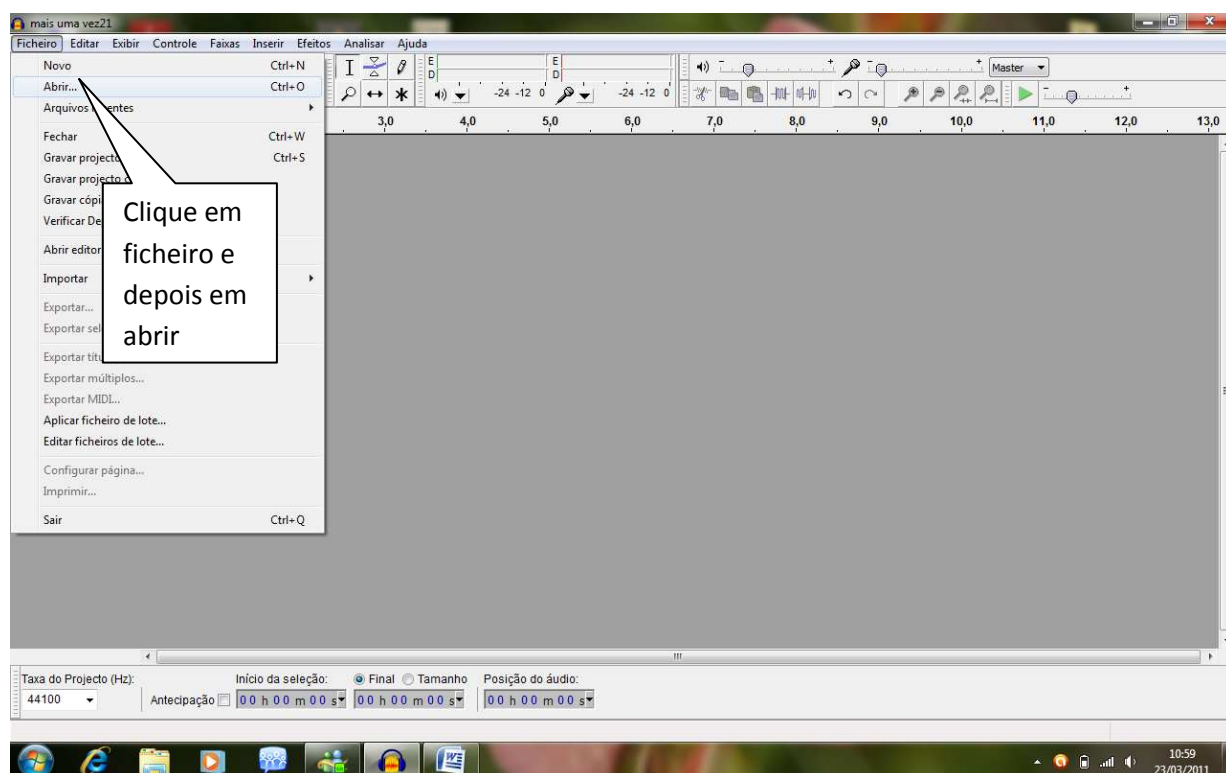 mais uma vez21
Ficheiro Editar Exibir Controle Faixas Inserir Efeitos Analisar Ajuda
Novo Ctrl+N
Abrir... Ctrl+O
Arquivos entes
Fechar Ctrl+W
Gravar projecto Ctrl+S
Gravar projecto
Gravar cópi
Verificar De
Abrir editor
Importar
Exportar...
Exportar sel
Exportar títu
Exportar múltiplos...
Exportar MIDI...
Aplicar ficheiro de lote...
Editar ficheiros de lote...
Configurar página...
Imprimir...
Sair Ctrl+Q
Clique em
ficheiro e
depois em
abrir
E E
D D
-24 -12 0 -24 -12 0
Master
3,0 4,0 5,0 6,0 7,0 8,0 9,0 10,0 11,0 12,0 13,0
Taxa do Projecto (Hz): Início da seleção: Final Tamanho Posição do áudio:
44100 Antecipação 00 h 00 m 00 s 00 h 00 m 00 s 00 h 00 m 00 s
10:59
23/03/2011